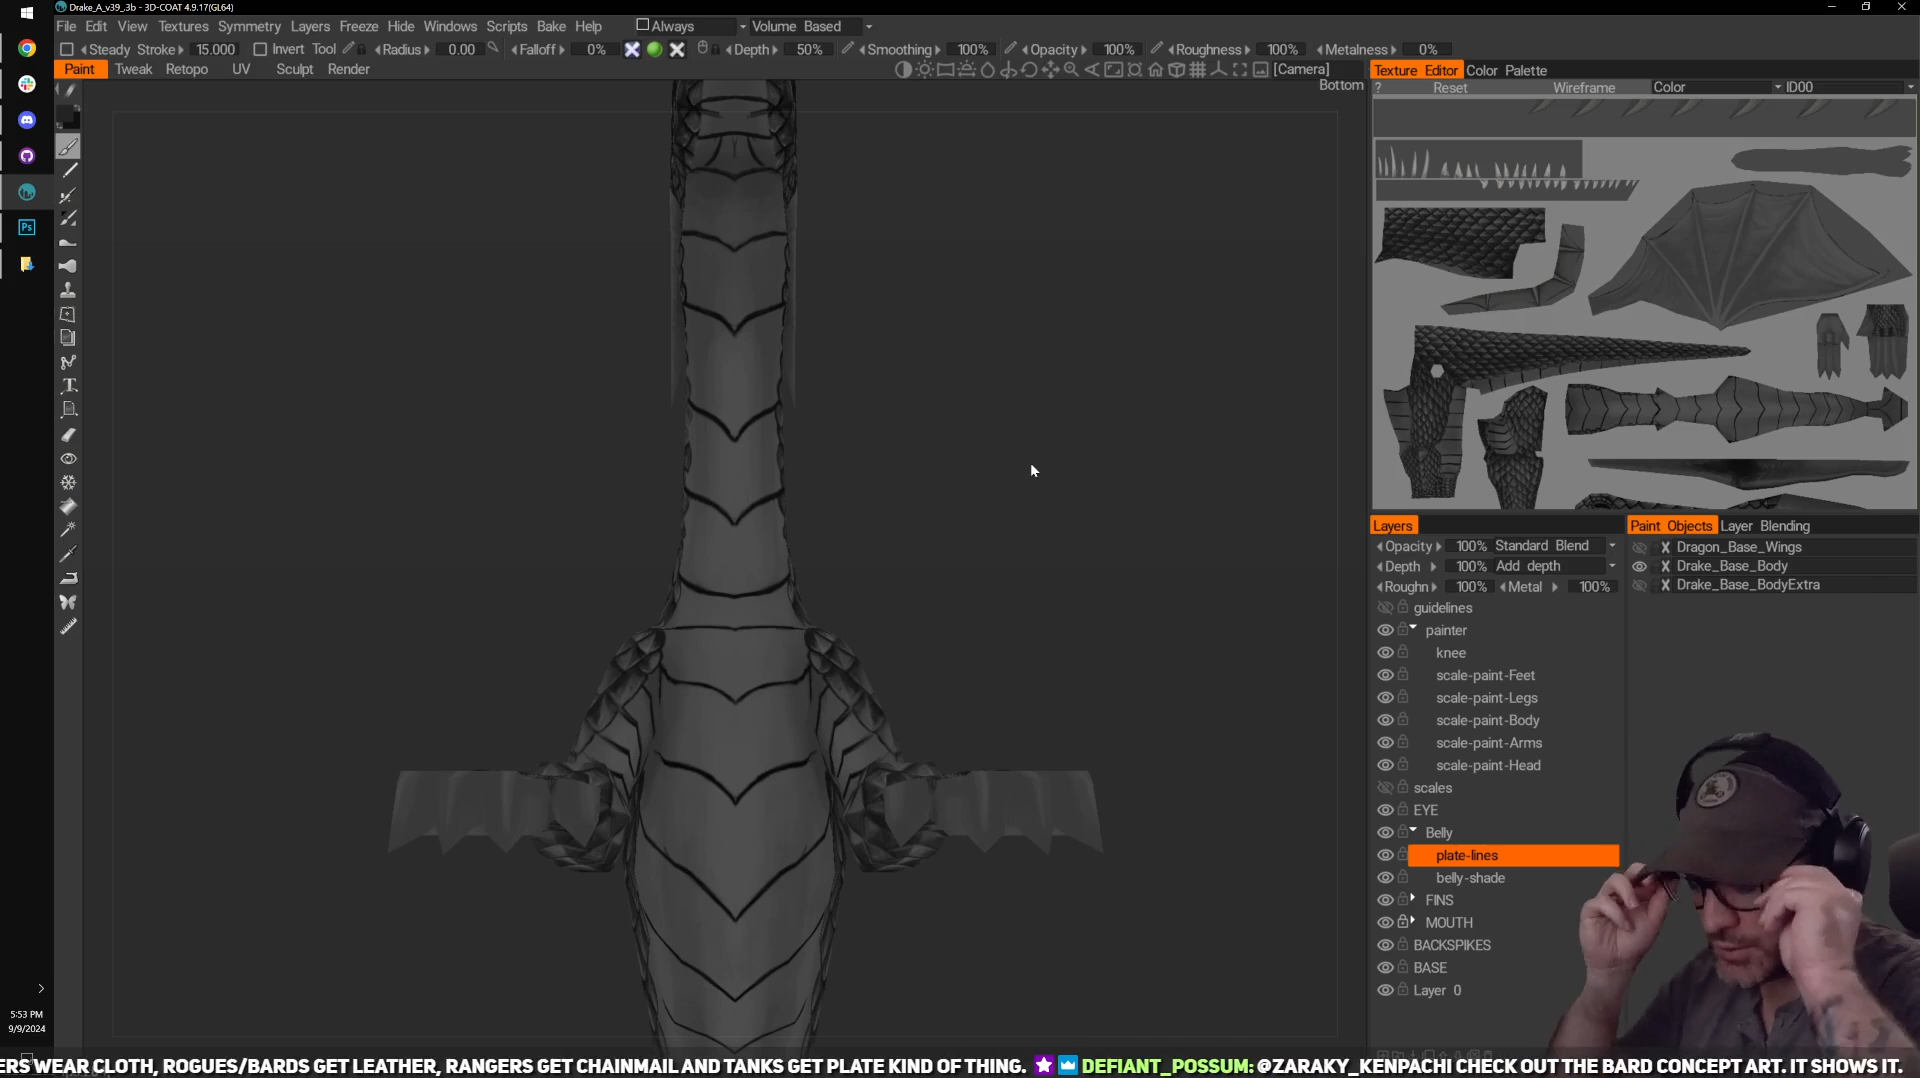 Drake_A_v39_.3b - 3D-COAT 4.9.17(GL64)
File Edit View Textures Symmetry Layers Freeze Hide Windows Scripts Bake Help Always Volume Based
Steady Stroke 15.000 Invert Tool Radius 0.00 Falloff 0% Depth 50% Smoothing 100% Opacity 100% Roughness 100% Metalness 0%
Paint Tweak Retopo UV Sculpt Render [Camera]
Bottom
Texture Editor Color Palette
? Reset Wireframe Color ID00
Layers
Opacity 100% Standard Blend
Depth 100% Add depth
Roughn 100% Metal 100%
guidelines
painter
knee
scale-paint-Feet
scale-paint-Legs
scale-paint-Body
scale-paint-Arms
scale-paint-Head
scales
EYE
Belly
plate-lines
belly-shade
FINS
MOUTH
BACKSPIKES
BASE
Layer 0
Paint Objects Layer Blending
Dragon_Base_Wings
Drake_Base_Body
Drake_Base_BodyExtra
Ps
5:53 PM
9/9/2024
ERS WEAR CLOTH, ROGUES/BARDS GET LEATHER, RANGERS GET CHAINMAIL AND TANKS GET PLATE KIND OF THING. DEFIANT_POSSUM: @ZARAKY_KENPACHI CHECK OUT THE BARD CONCEPT ART. IT SHOWS IT.